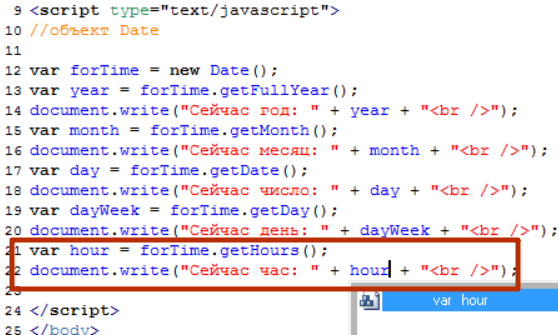 9 <script type="text/javascript">
10 //объект Date
11
12 var forTime = new Date();
13 var year = forTime.getFullYear();
14 document.write("Сейчас год: " + year + "<br />");
15 var month = forTime.getMonth();
16 document.write("Сейчас месяц: " + month + "<br />");
17 var day = forTime.getDate();
18 document.write("Сейчас число: " + day + "<br />");
19 var dayWeek = forTime.getDay();
20 document.write("Сейчас день: " + dayWeek + "<br />");
21 var hour = forTime.getHours();
22 document.write("Сейчас час: " + hour + "<br />");
23
var hour
24 </script>
25 </body>